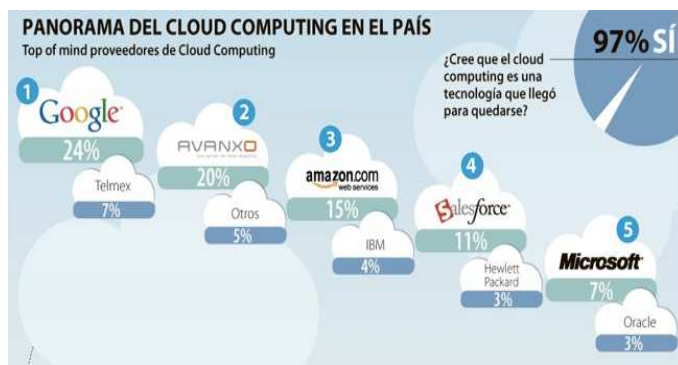 PANORAMA DEL CLOUD COMPUTING EN EL PAÍS
Top of mind proveedores de Cloud Computing
97% SÍ
¿Cree que el cloud
computing es una
tecnología que llegó
para quedarse?
1
Google
24%
Telmex
7%
2
AVANXO
20%
Otros
5%
3
amazon.com
web services
15%
IBM
4%
4
Salesforce
11%
Hewlett
Packard
3%
5
Microsoft
7%
Oracle
3%